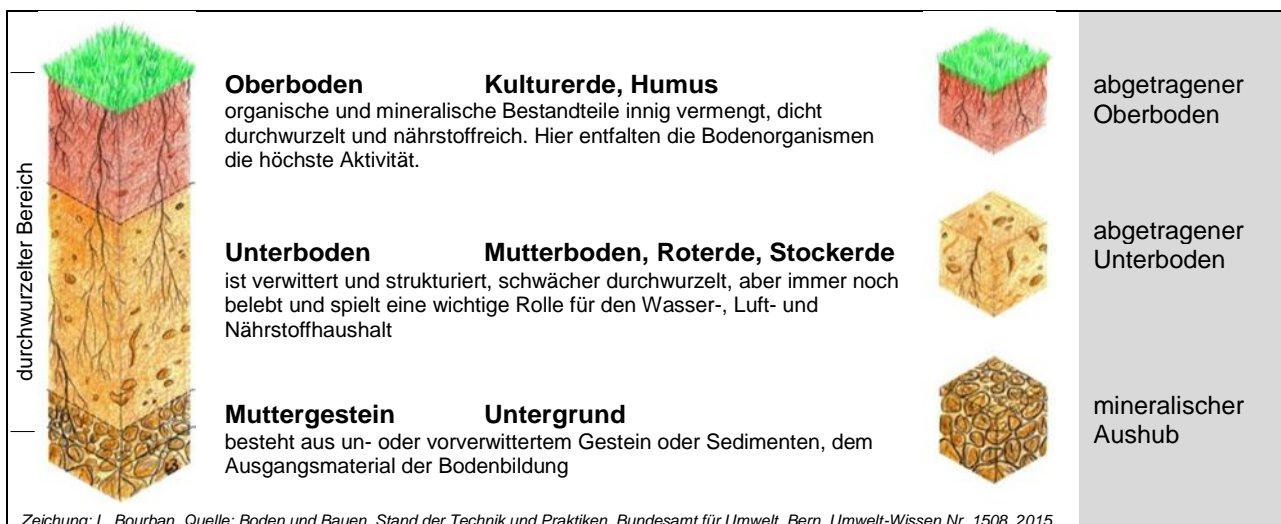 durchwurzelter Bereich
Oberboden Kulturerde, Humus
organische und mineralische Bestandteile innig vermengt, dicht
durchwurzelt und nährstoffreich. Hier entfalten die Bodenorganismen
die höchste Aktivität.
abgetragener
Oberboden
Unterboden Mutterboden, Roterde, Stockerde
ist verwittert und strukturiert, schwächer durchwurzelt, aber immer noch
belebt und spielt eine wichtige Rolle für den Wasser-, Luft- und
Nährstoffhaushalt
abgetragener
Unterboden
Muttergestein Untergrund
besteht aus un- oder vorverwittertem Gestein oder Sedimenten, dem
Ausgangsmaterial der Bodenbildung
mineralischer
Aushub
Zeichung: L. Bourban, Quelle: Boden und Bauen, Stand der Technik und Praktiken, Bundesamt für Umwelt, Bern, Umwelt-Wissen Nr. 1508, 2015